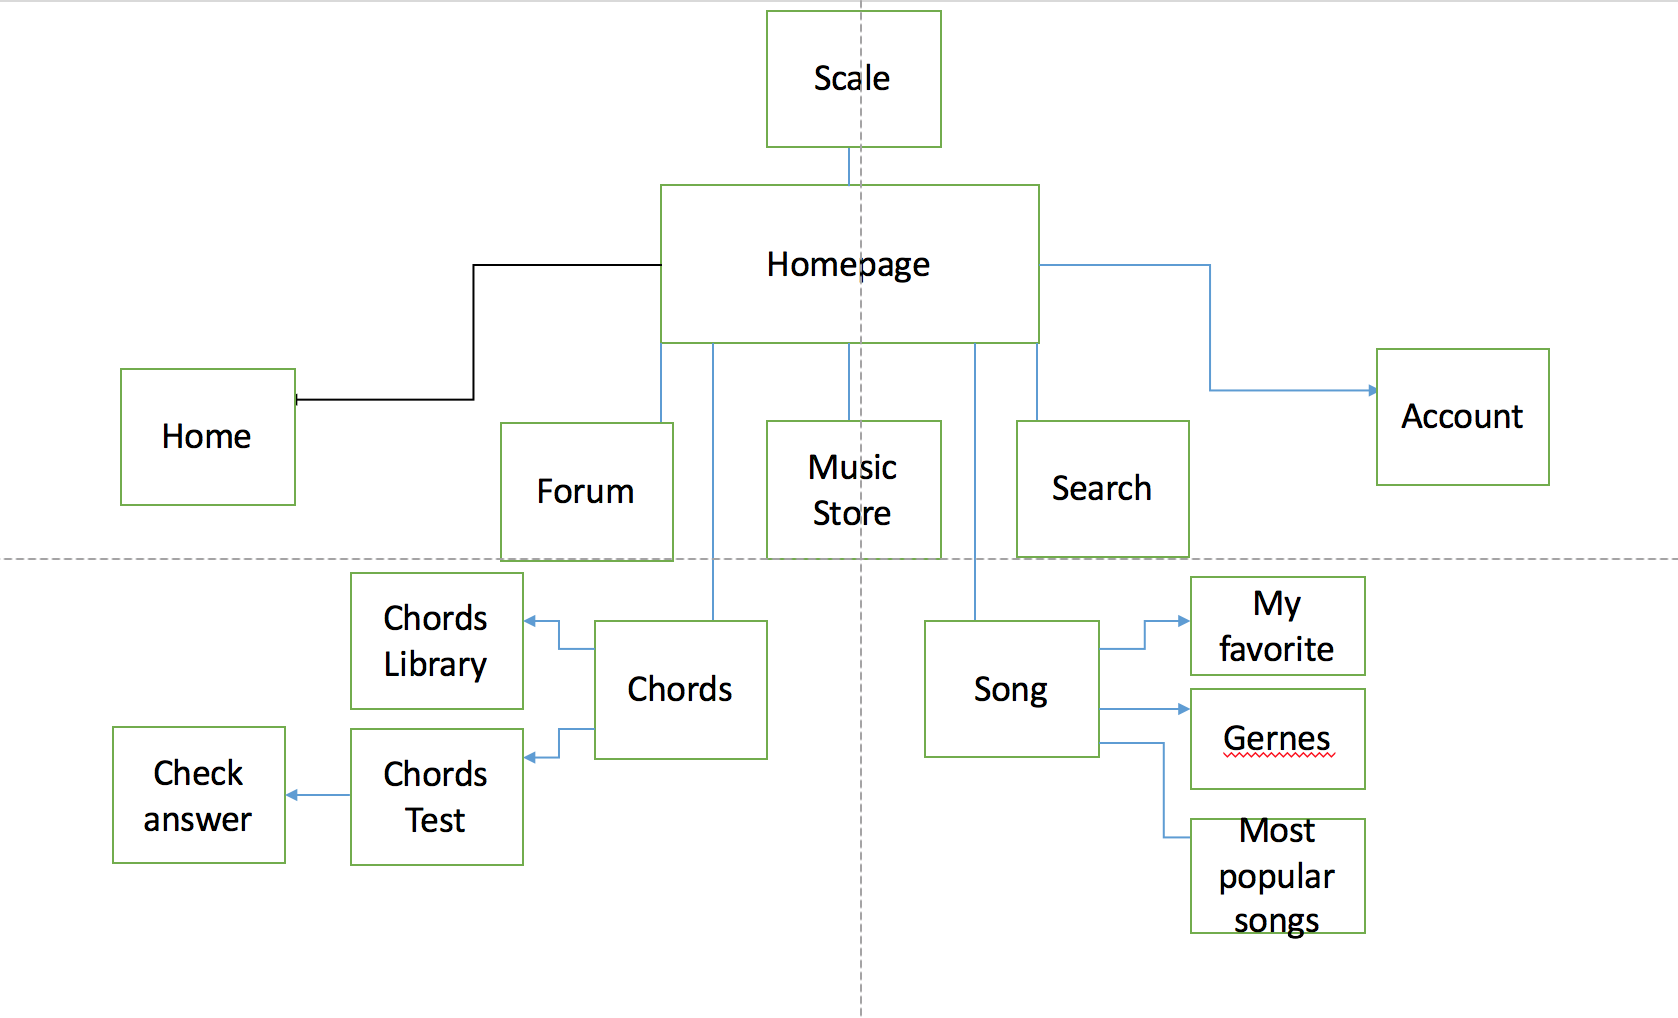 Scale
Homepage
Home
Forum
Music
Store
Search
Account
Chords
Library
Chords
Song
My
favorite
Gernes
Check
answer
Chords
Test
Most
popular
songs